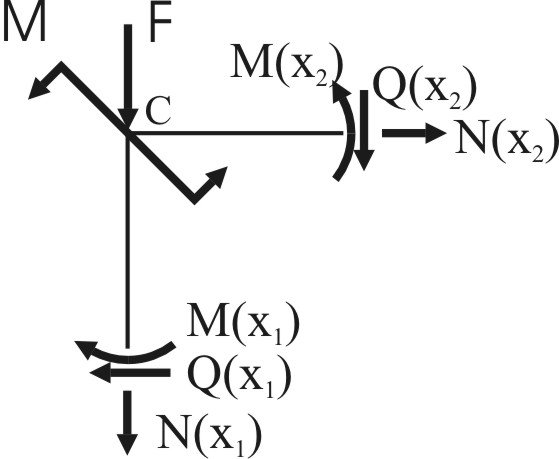 M
F
C
M(x₂)
Q(x₂)
N(x₂)
M(x₁)
Q(x₁)
N(x₁)